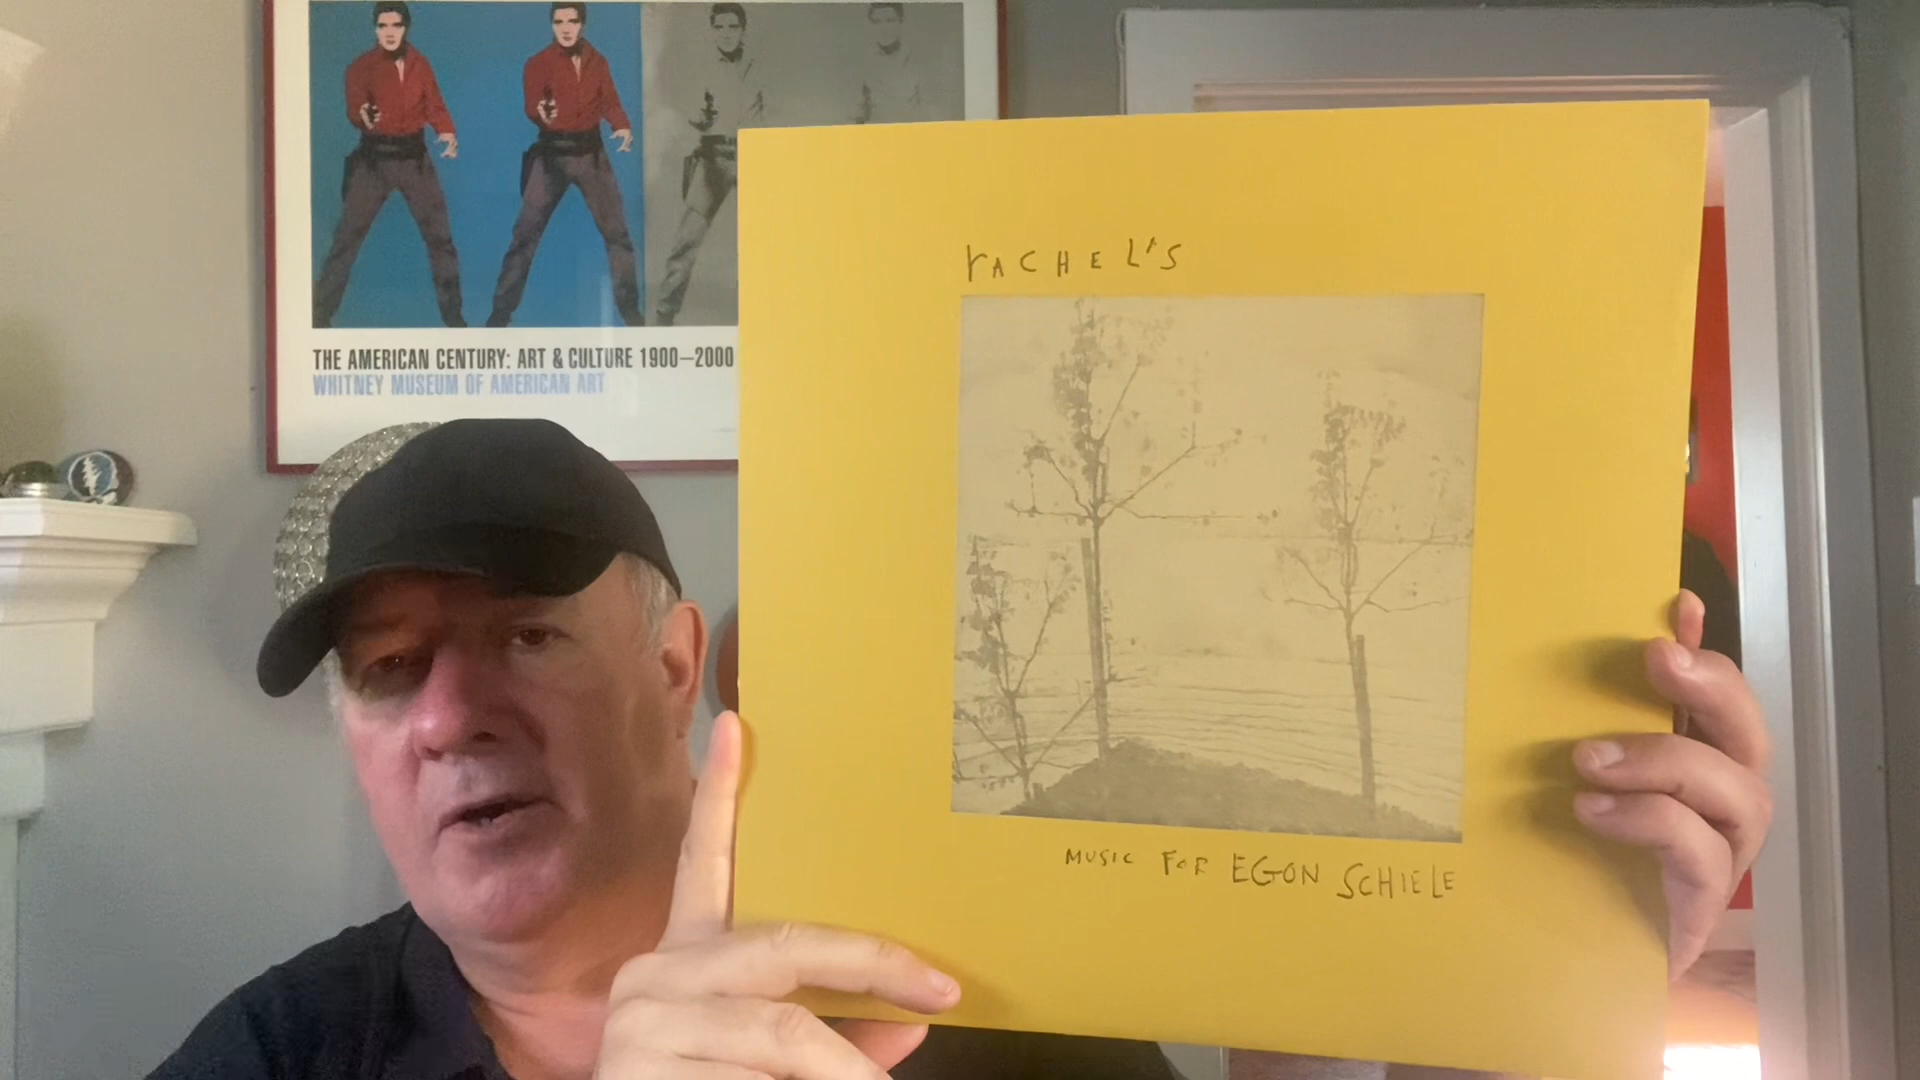 THE AMERICAN CENTURY: ART & CULTURE 1900–2000
WHITNEY MUSEUM OF AMERICAN ART
rACHEL'S
MUSIC FOR EGON SCHIELE